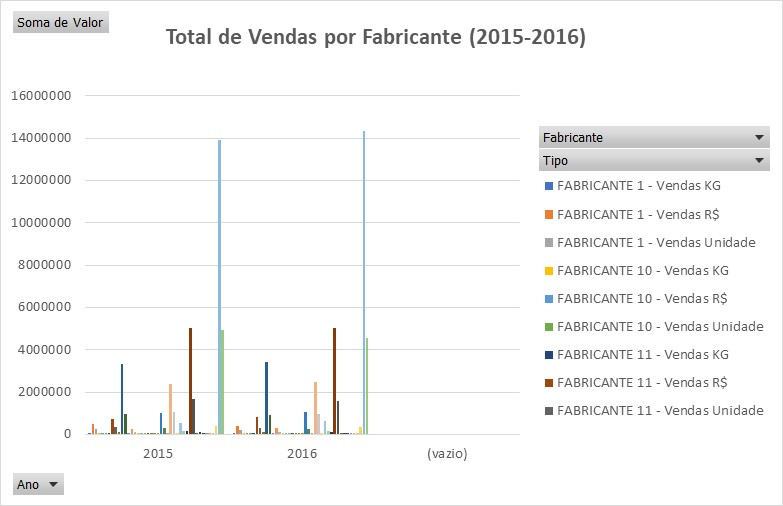 Soma de Valor
Total de Vendas por Fabricante (2015-2016)
16000000
14000000
12000000
10000000
8000000
6000000
4000000
2000000
0
2015
2016
(vazio)
Fabricante
Tipo
FABRICANTE 1 - Vendas KG
FABRICANTE 1 - Vendas R$
FABRICANTE 1 - Vendas Unidade
FABRICANTE 10 - Vendas KG
FABRICANTE 10 - Vendas R$
FABRICANTE 10 - Vendas Unidade
FABRICANTE 11 - Vendas KG
FABRICANTE 11 - Vendas R$
FABRICANTE 11 - Vendas Unidade
Ano